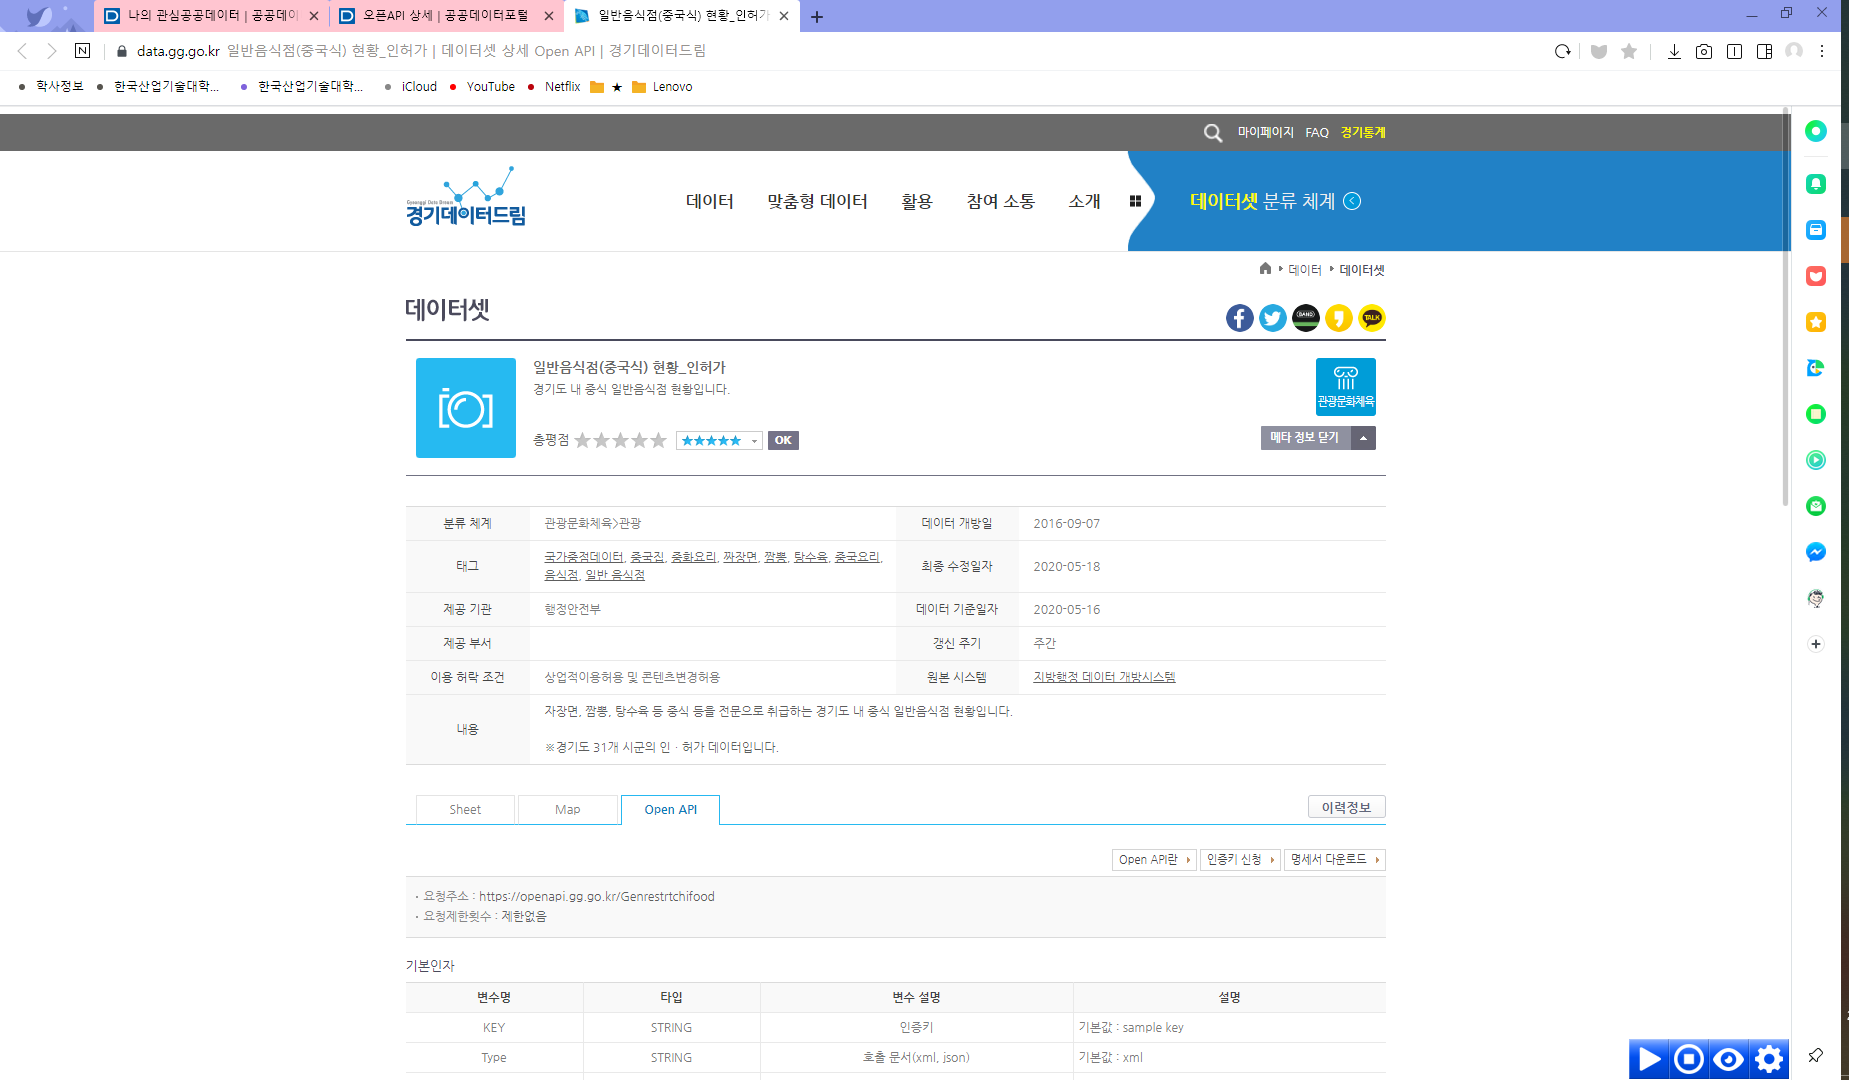 나의 관심공공데이터 | 공공데이
오픈API 상세 | 공공데이터포털
일반음식점(중국식) 현황_인허가
N
data.gg.go.kr 일반음식점(중국식) 현황_인허가 | 데이터셋 상세 Open API | 경기데이터드림
학사정보
한국산업기술대학...
한국산업기술대학...
iCloud
YouTube
Netflix
★
Lenovo
마이페이지 FAQ 경기통계
경기데이터드림
데이터 맞춤형 데이터 활용 참여 소통 소개
데이터셋 분류 체계
데이터 데이터셋
데이터셋
BAND
TALK
일반음식점(중국식) 현황_인허가
경기도 내 중식 일반음식점 현황입니다.
관광문화체육
총평점 ★★★★★ ★★★★★ OK
메타 정보 닫기
분류 체계 관광문화체육>관광 데이터 개방일 2016-09-07
태그 국가중점데이터, 중국집, 중화요리, 짜장면, 짬뽕, 탕수육, 중국요리,
음식점, 일반 음식점 최종 수정일자 2020-05-18
제공 기관 행정안전부 데이터 기준일자 2020-05-16
제공 부서 갱신 주기 주간
이용 허락 조건 상업적이용허용 및 콘텐츠변경허용 원본 시스템 지방행정 데이터 개방시스템
내용 자장면, 짬뽕, 탕수육 등 중식 등을 전문으로 취급하는 경기도 내 중식 일반음식점 현황입니다.
※경기도 31개 시군의 인ㆍ허가 데이터입니다.
Sheet Map Open API 이력정보
Open API란 인증키 신청 명세서 다운로드
· 요청주소 : https://openapi.gg.go.kr/Genrestrtchifood
· 요청제한횟수 : 제한없음
기본인자
변수명 타입 변수 설명 설명
KEY STRING 인증키 기본값 : sample key
Type STRING 호출 문서(xml, json) 기본값 : xml